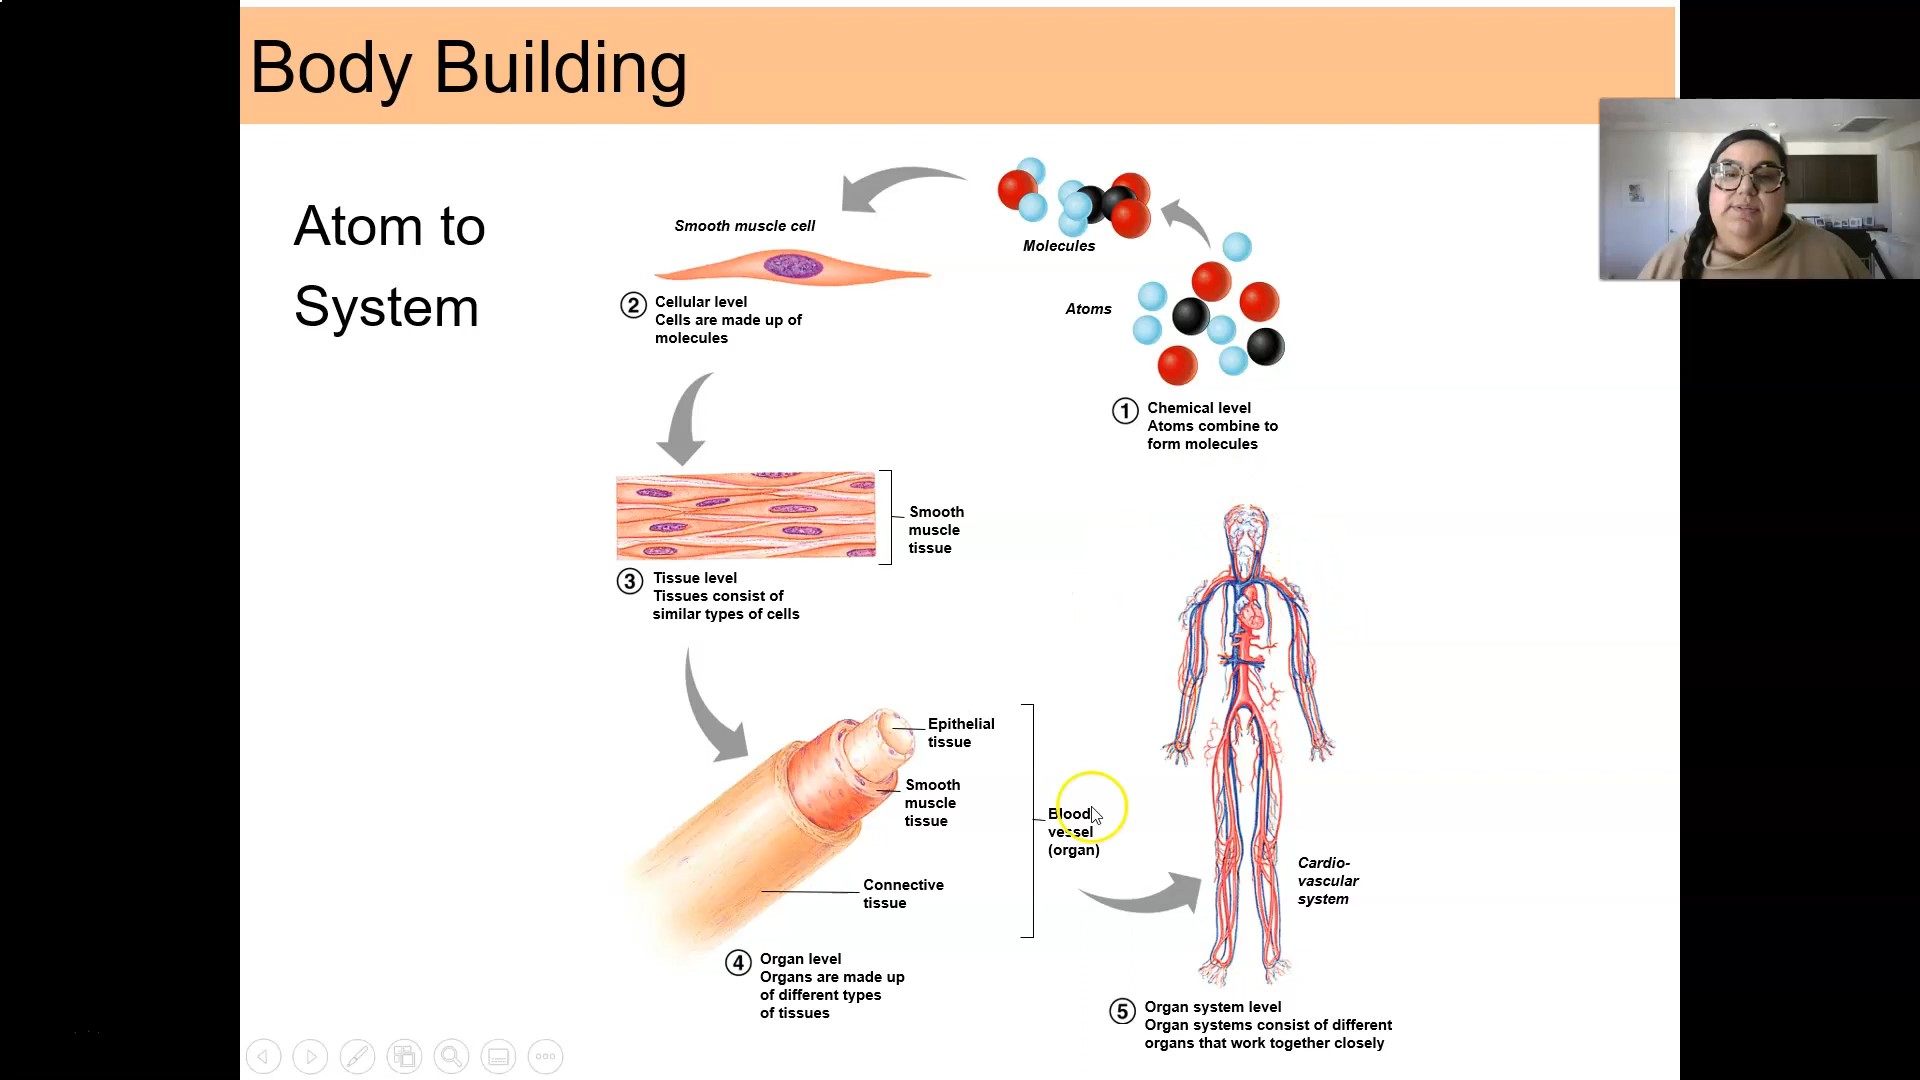 Body Building
Atom to
System
Smooth muscle cell
Molecules
Atoms
2 Cellular level
Cells are made up of
molecules
1 Chemical level
Atoms combine to
form molecules
Smooth
muscle
tissue
3 Tissue level
Tissues consist of
similar types of cells
Epithelial
tissue
Smooth
muscle
tissue
Connective
tissue
Blood
vessel
(organ)
Cardio-
vascular
system
4 Organ level
Organs are made up
of different types
of tissues
5 Organ system level
Organ systems consist of different
organs that work together closely